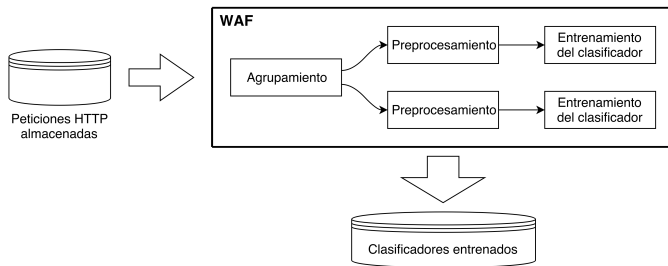 WAF
Peticiones HTTP
almacenadas
Agrupamiento
Preprocesamiento
Entrenamiento
del clasificador
Preprocesamiento
Entrenamiento
del clasificador
Clasificadores entrenados